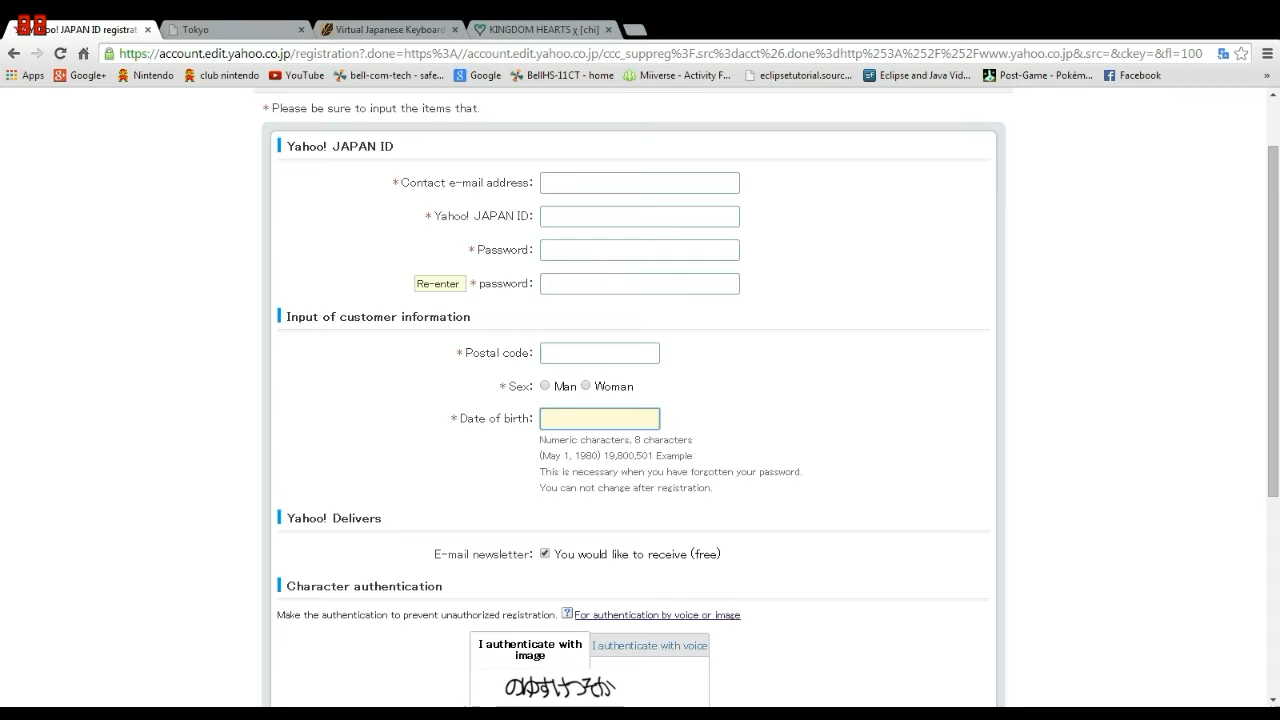 88
Yahoo! JAPAN ID registrat
Tokyo
Virtual Japanese Keyboard
KINGDOM HEARTS χ [chi]
https://account.edit.yahoo.co.jp/registration?.done=https%3A//account.edit.yahoo.co.jp/ccc_suppreg%3F.src%3dacct%26.done%3dhttp%253A%252F%252Fwww.yahoo.co.jp&.src=&ckey=&fl=100
Apps
Google+
Nintendo
club nintendo
YouTube
bell-com-tech - safe...
Google
BellHS-11CT - home
Miiverse - Activity F...
eclipsetutorial.sourc...
Eclipse and Java Vid...
Post-Game - Pokém...
Facebook
»
* Please be sure to input the items that.
Yahoo! JAPAN ID
* Contact e-mail address:
* Yahoo! JAPAN ID:
* Password:
Re-enter * password:
Input of customer information
* Postal code:
* Sex: Man Woman
* Date of birth:
Numeric characters, 8 characters
(May 1, 1980) 19,800,501 Example:
This is necessary when you have forgotten your password.
You can not change after registration.
Yahoo! Delivers
E-mail newsletter: You would like to receive (free)
Character authentication
Make the authentication to prevent unauthorized registration. ? For authentication by voice or image
I authenticate with
image
I authenticate with voice